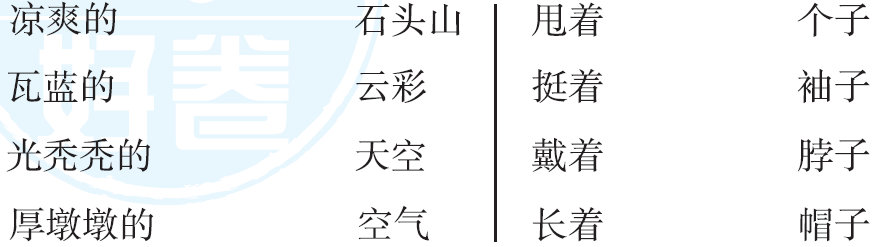 凉爽的 石头山 甩着 个子
瓦蓝的 云彩 挺着 袖子
光秃秃的 天空 戴着 脖子
厚墩墩的 空气 长着 帽子
好卷